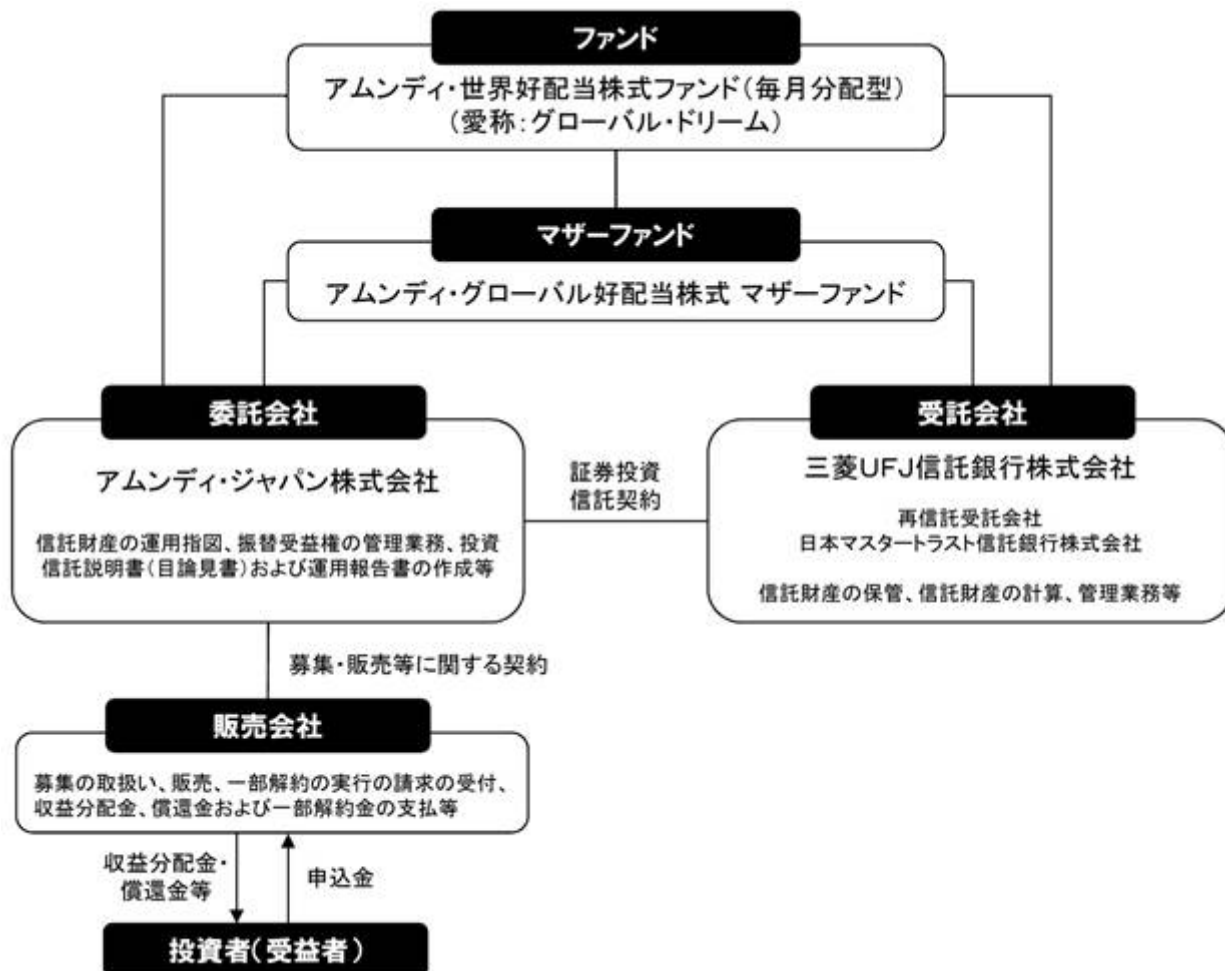 ファンド
アムンディ・世界好配当株式ファンド（毎月分配型）
（愛称：グローバル・ドリーム）
マザーファンド
アムンディ・グローバル好配当株式 マザーファンド
委託会社
アムンディ・ジャパン株式会社
信託財産の運用指図、振替受益権の管理業務、投資
信託説明書（目論見書）および運用報告書の作成等
証券投資
信託契約
受託会社
三菱UFJ信託銀行株式会社
再信託受託会社
日本マスタートラスト信託銀行株式会社
信託財産の保管、信託財産の計算、管理業務等
募集・販売等に関する契約
販売会社
募集の取扱い、販売、一部解約の実行の請求の受付、
収益分配金、償還金および一部解約金の支払等
収益分配金・
償還金等
申込金
投資者（受益者）